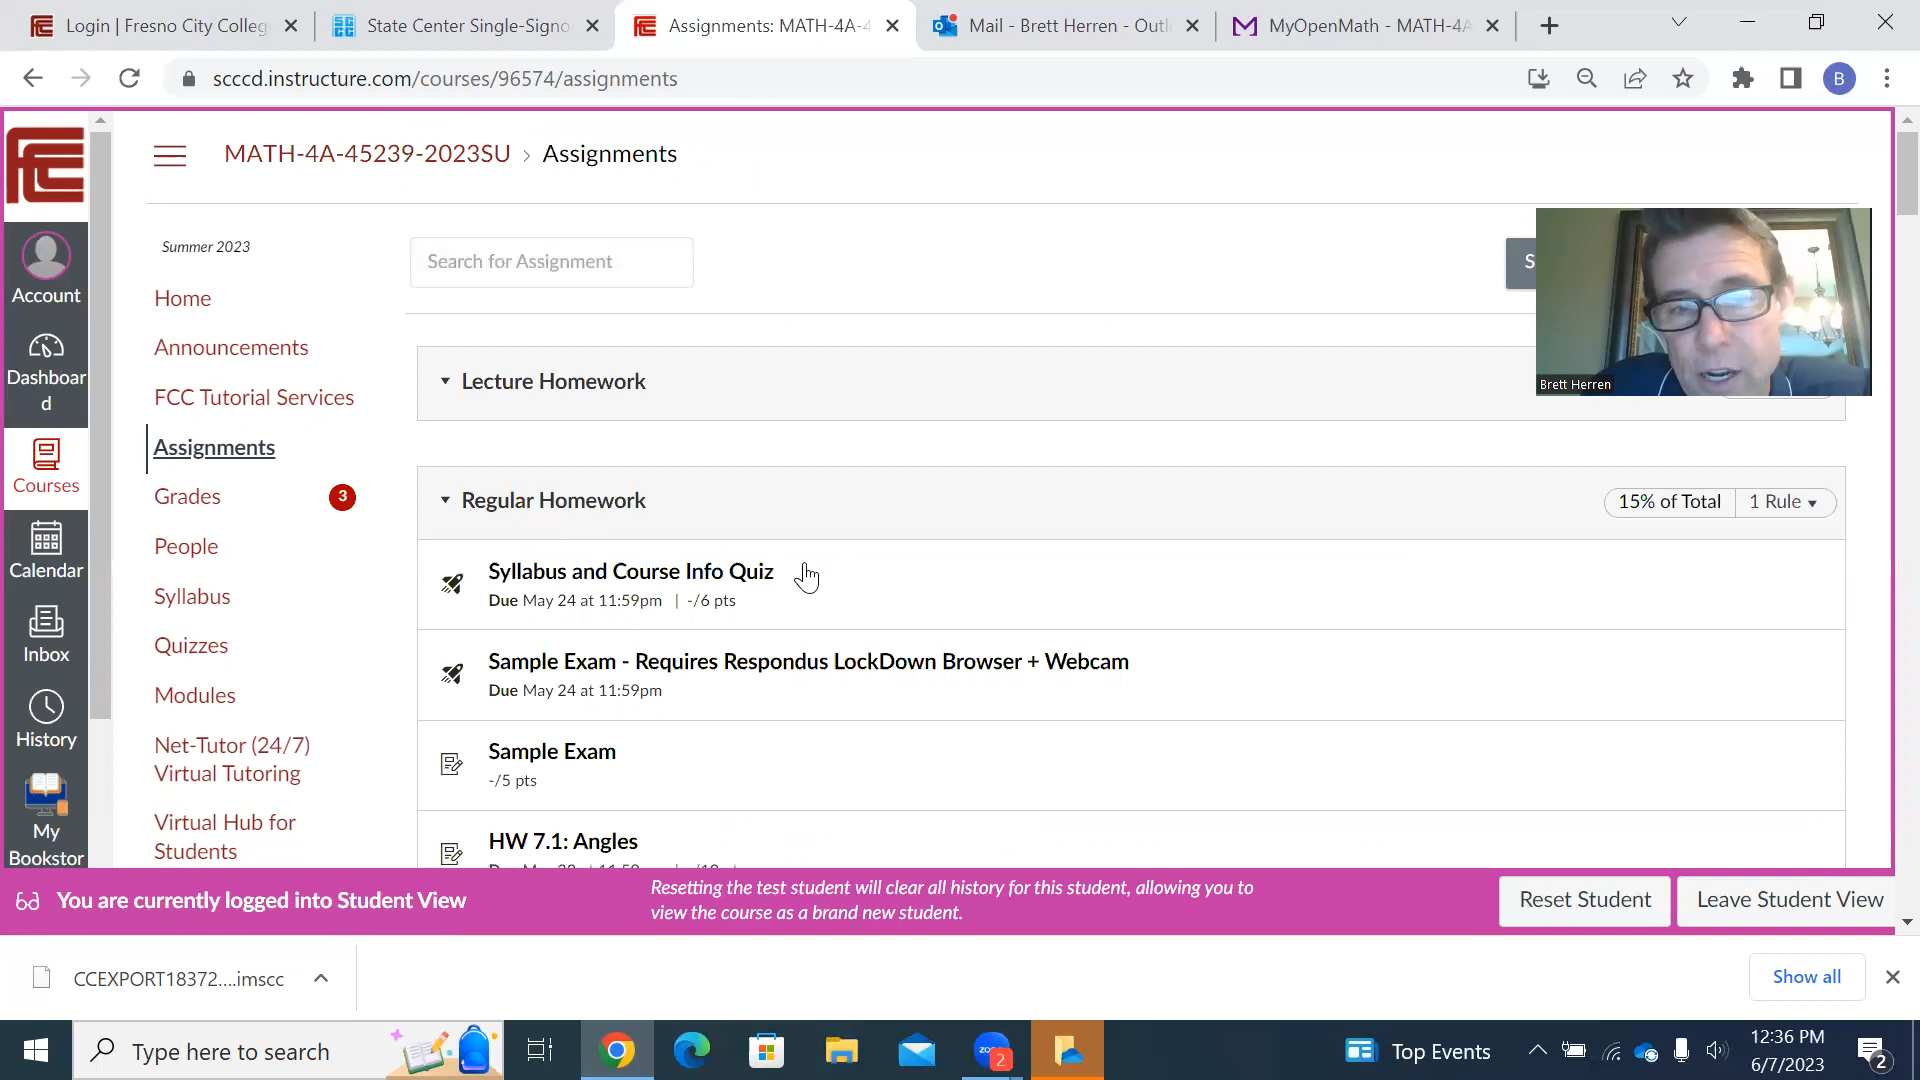 Login | Fresno City Colleg
State Center Single-Signo
Assignments: MATH-4A-4
Mail - Brett Herren - Outl
MyOpenMath - MATH-4A
scccd.instructure.com/courses/96574/assignments
B
MATH-4A-45239-2023SU › Assignments
Account
Dashboar
d
Courses
Calendar
Inbox
History
My
Bookstor
Summer 2023
Home
Announcements
FCC Tutorial Services
Assignments
Grades
3
People
Syllabus
Quizzes
Modules
Net-Tutor (24/7)
Virtual Tutoring
Virtual Hub for
Students
Search for Assignment
S
Brett Herren
Lecture Homework
Regular Homework
15% of Total
1 Rule
Syllabus and Course Info Quiz
Due May 24 at 11:59pm | -/6 pts
Sample Exam - Requires Respondus LockDown Browser + Webcam
Due May 24 at 11:59pm
Sample Exam
-/5 pts
HW 7.1: Angles
You are currently logged into Student View
Resetting the test student will clear all history for this student, allowing you to
view the course as a brand new student.
Reset Student
Leave Student View
CCEXPORT18372....imscc
Show all
Type here to search
zoom
2
Top Events
12:36 PM
6/7/2023
2